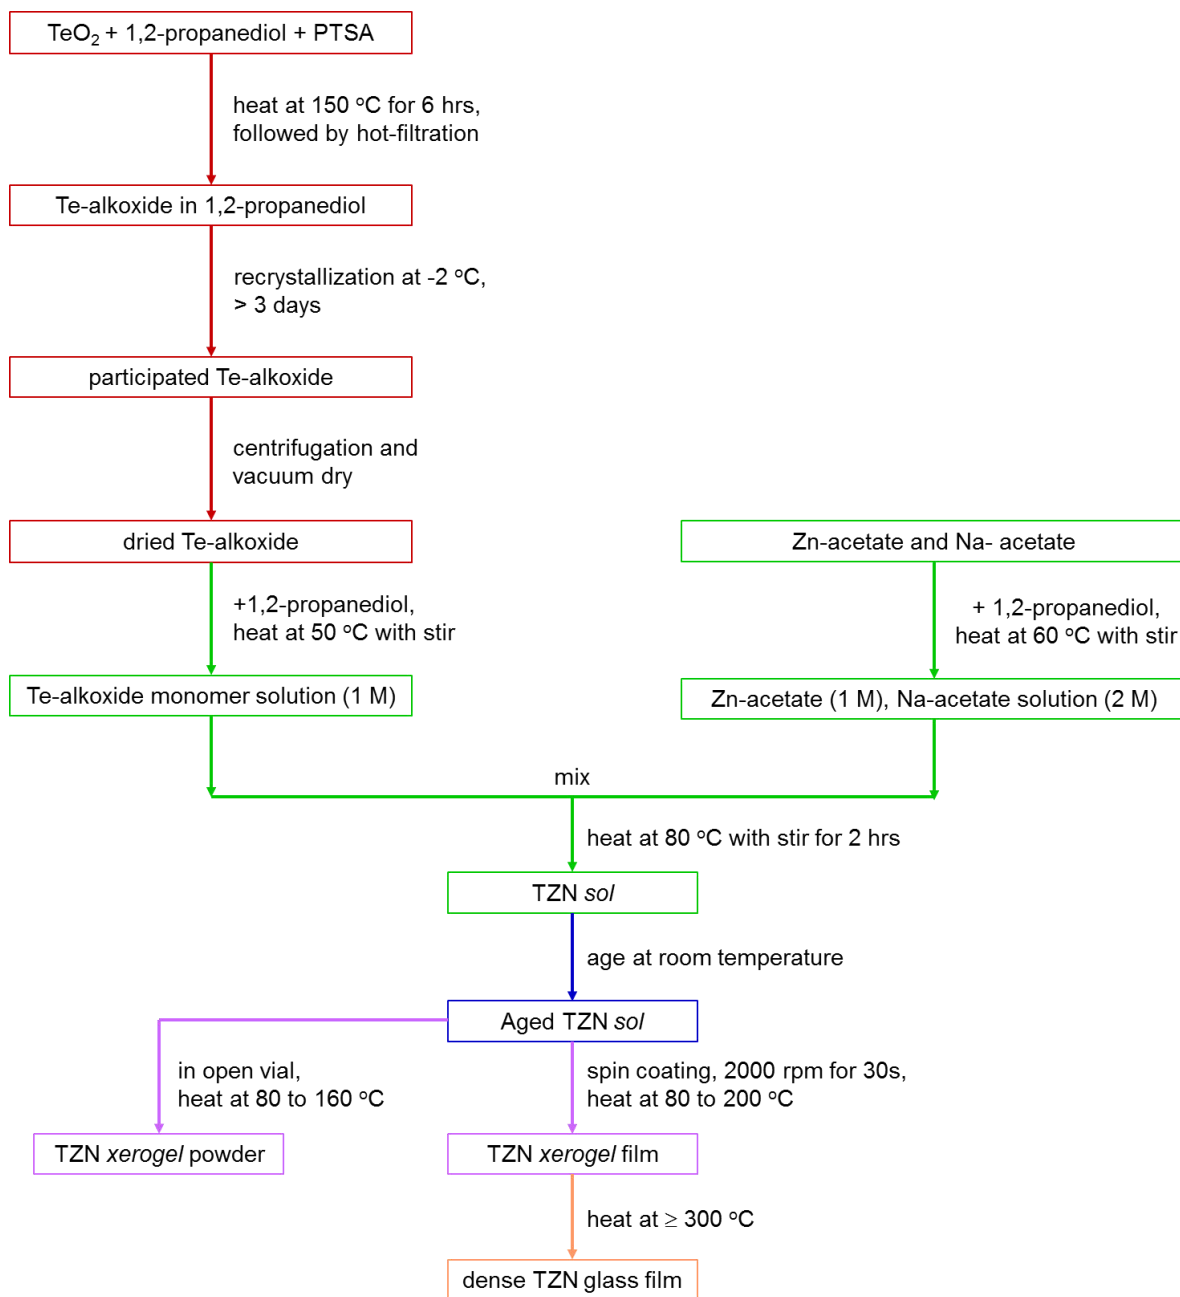 TeO₂ + 1,2-propanediol + PTSA
heat at 150 °C for 6 hrs,
followed by hot-filtration
Te-alkoxide in 1,2-propanediol
recrystallization at -2 °C,
> 3 days
participated Te-alkoxide
centrifugation and
vacuum dry
dried Te-alkoxide
Zn-acetate and Na- acetate
+1,2-propanediol,
heat at 50 °C with stir
+ 1,2-propanediol,
heat at 60 °C with stir
Te-alkoxide monomer solution (1 M)
Zn-acetate (1 M), Na-acetate solution (2 M)
mix
heat at 80 °C with stir for 2 hrs
TZN sol
age at room temperature
Aged TZN sol
in open vial,
heat at 80 to 160 °C
spin coating, 2000 rpm for 30s,
heat at 80 to 200 °C
TZN xerogel powder
TZN xerogel film
heat at ≥ 300 °C
dense TZN glass film